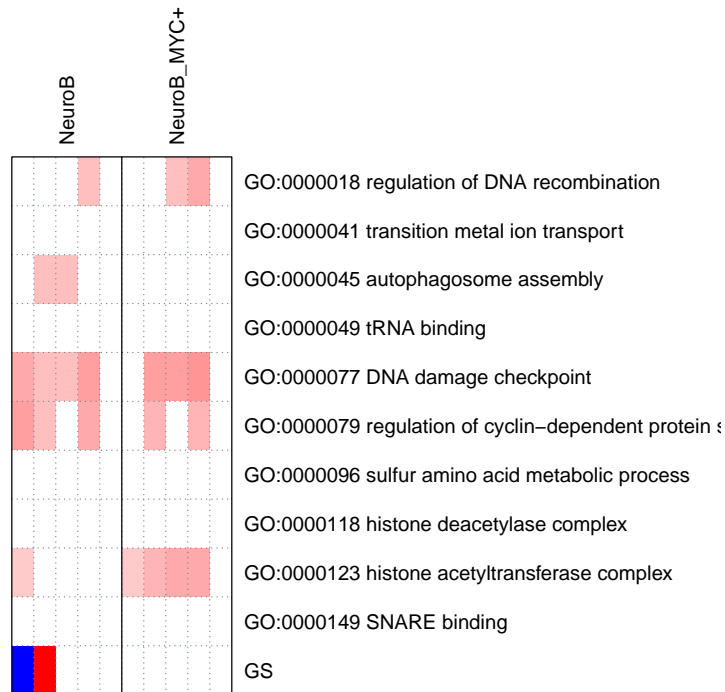 NeuroB
NeuroB_MYC+
GO:0000018 regulation of DNA recombination
GO:0000041 transition metal ion transport
GO:0000045 autophagosome assembly
GO:0000049 tRNA binding
GO:0000077 DNA damage checkpoint
GO:0000079 regulation of cyclin−dependent protein s
GO:0000096 sulfur amino acid metabolic process
GO:0000118 histone deacetylase complex
GO:0000123 histone acetyltransferase complex
GO:0000149 SNARE binding
GS